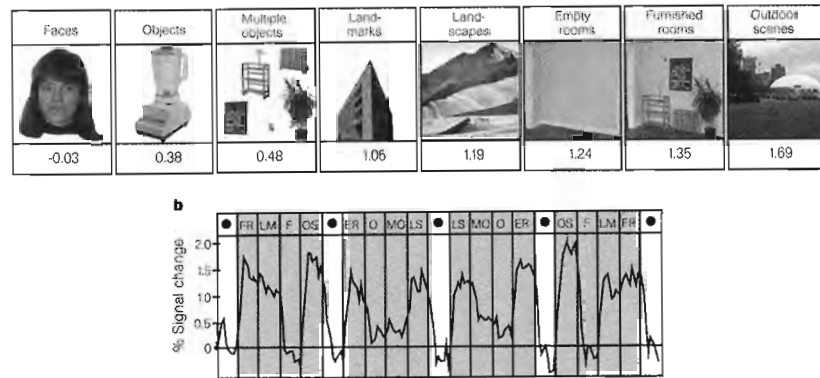 Faces
Objects
Multiple
objects
Land-
marks
Land-
scapes
Empty
rooms
Furnished
rooms
Outdoor
scenes
-0.03
0.38
0.48
1.05
1.19
1.24
1.35
1.69
b
FR LM F OS ER O MO LS LS MO O ER OS F LM FR
% Signal change
2.0
1.5
1.0
0.5
0